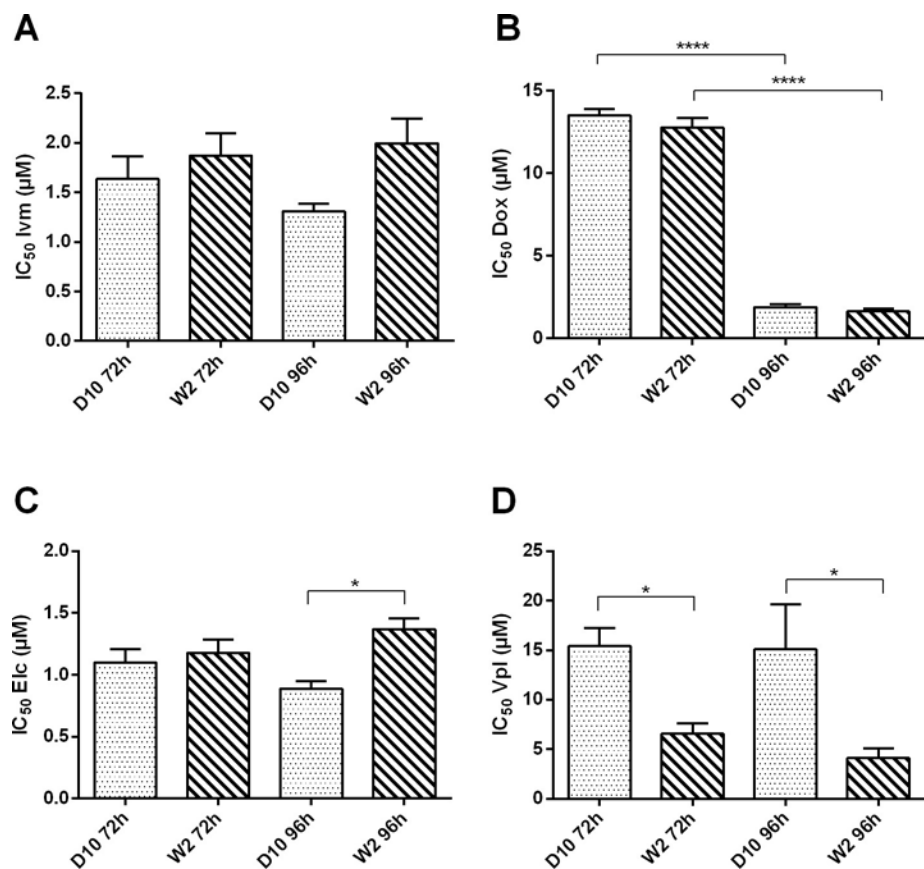 A
IC50 Ivm (µM)
2.5
2.0
1.5
1.0
0.5
0.0
D10 72h
W2 72h
D10 96h
W2 96h
B
****
****
IC50 Dox (µM)
15
10
5
0
D10 72h
W2 72h
D10 96h
W2 96h
C
*
IC50 Elc (µM)
2.0
1.5
1.0
0.5
0.0
D10 72h
W2 72h
D10 96h
W2 96h
D
*
*
IC50 Vpl (µM)
25
20
15
10
5
0
D10 72h
W2 72h
D10 96h
W2 96h